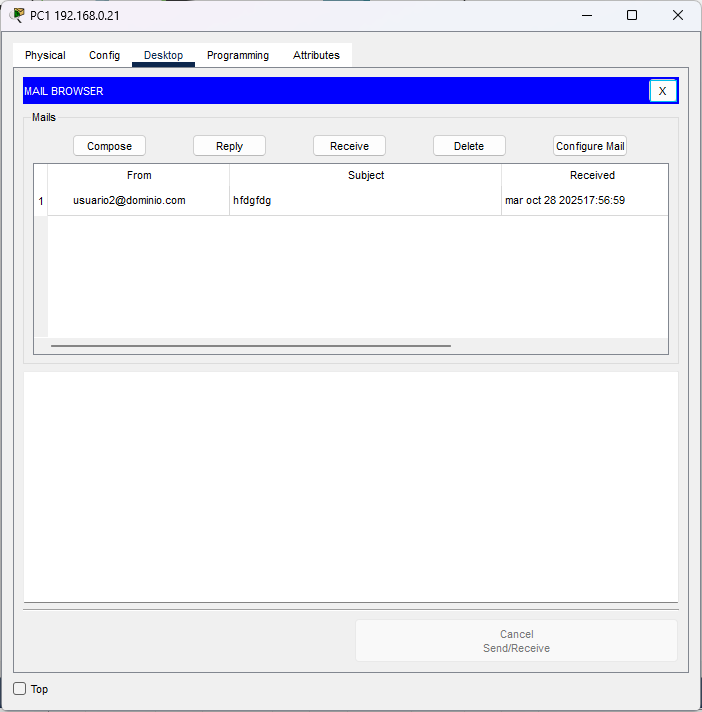 PC1 192.168.0.21
Physical Config Desktop Programming Attributes
MAIL BROWSER X
Mails
Compose Reply Receive Delete Configure Mail
From Subject Received
1 usuario2@dominio.com hfdgfdg mar oct 28 202517:56:59
Cancel
Send/Receive
Top